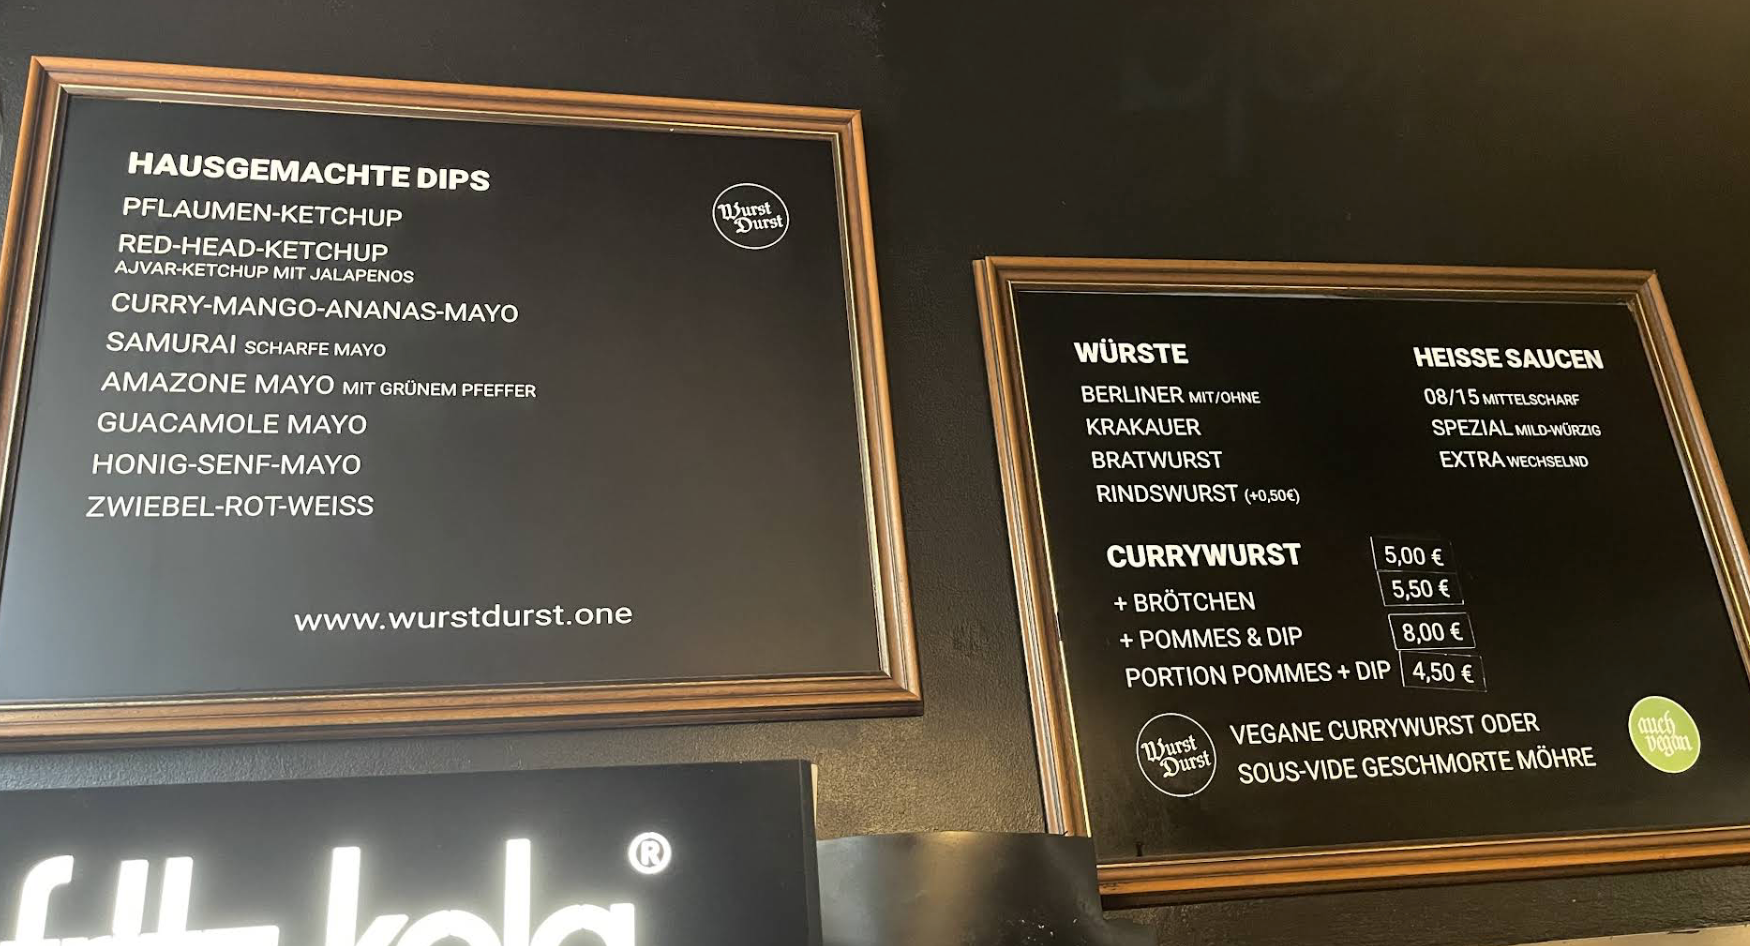 HAUSGEMACHTE DIPS
PFLAUMEN-KETCHUP
RED-HEAD-KETCHUP
AJVAR-KETCHUP MIT JALAPENOS
CURRY-MANGO-ANANAS-MAYO
SAMURAI SCHARFE MAYO
AMAZONE MAYO MIT GRÜNEM PFEFFER
GUACAMOLE MAYO
HONIG-SENF-MAYO
ZWIEBEL-ROT-WEISS
www.wurstdurst.one
Wurst
Durst
WÜRSTE
BERLINER MIT/OHNE
KRAKAUER
BRATWURST
RINDSWURST (+0,50€)
HEISSE SAUCEN
08/15 MITTELSCHARF
SPEZIAL MILD-WÜRZIG
EXTRA WECHSELND
CURRYWURST 5,00 €
+ BRÖTCHEN 5,50 €
+ POMMES & DIP 8,00 €
PORTION POMMES + DIP 4,50 €
Wurst
Durst
VEGANE CURRYWURST ODER
SOUS-VIDE GESCHMORTE MÖHRE
auch
vegan
fritz-kola®